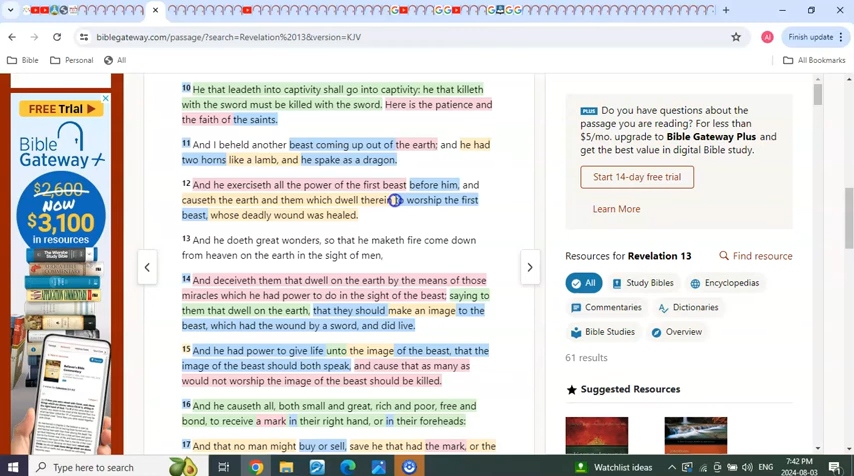 Finish update
biblegateway.com/passage/?search=Revelation%2013&version=KJV
AI
Bible
Personal
All
All Bookmarks
FREE Trial
Bible
Gateway+
$2,600
NOW
$3,100
in resources
10 He that leadeth into captivity shall go into captivity: he that killeth
with the sword must be killed with the sword. Here is the patience and
the faith of the saints.
11 And I beheld another beast coming up out of the earth; and he had
two horns like a lamb, and he spake as a dragon.
12 And he exerciseth all the power of the first beast before him, and
causeth the earth and them which dwell therein to worship the first
beast, whose deadly wound was healed.
13 And he doeth great wonders, so that he maketh fire come down
from heaven on the earth in the sight of men,
14 And deceiveth them that dwell on the earth by the means of those
miracles which he had power to do in the sight of the beast; saying to
them that dwell on the earth, that they should make an image to the
beast, which had the wound by a sword, and did live.
15 And he had power to give life unto the image of the beast, that the
image of the beast should both speak, and cause that as many as
would not worship the image of the beast should be killed.
16 And he causeth all, both small and great, rich and poor, free and
bond, to receive a mark in their right hand, or in their foreheads:
17 And that no man might buy or sell, save he that had the mark, or the
PLUS Do you have questions about the
passage you are reading? For less than
$5/mo. upgrade to Bible Gateway Plus and
get the best value in digital Bible study.
Start 14-day free trial
Learn More
Resources for Revelation 13
Find resource
All
Study Bibles
Encyclopedias
Commentaries
Dictionaries
Bible Studies
Overview
61 results
Suggested Resources
Type here to search
Watchlist ideas
ENG
7:42 PM
2024-08-03